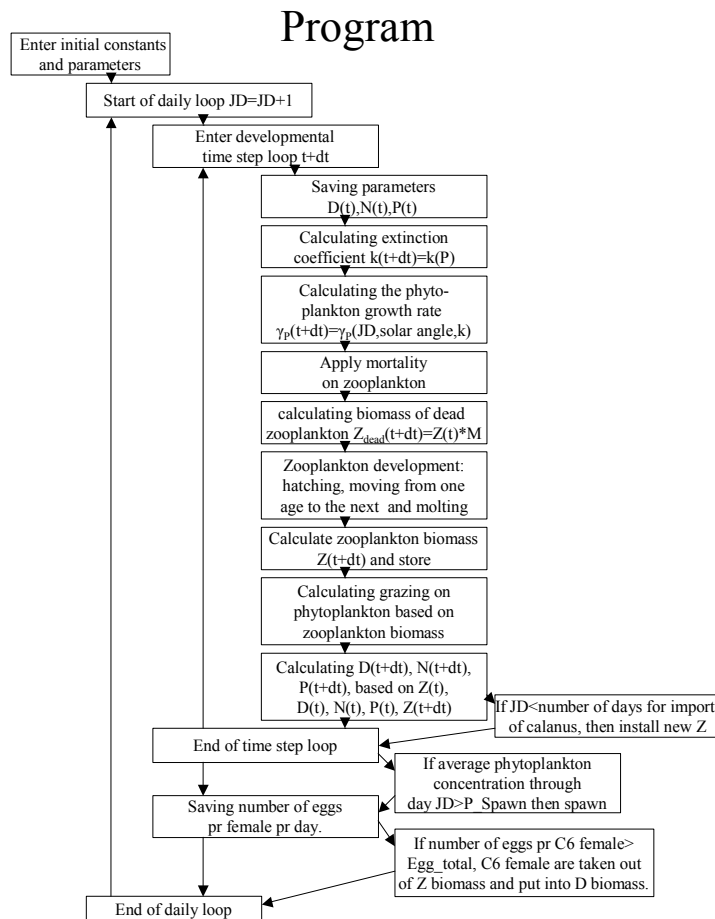 Program
Enter initial constants
and parameters
Start of daily loop JD=JD+1
Enter developmental
time step loop t+dt
Saving parameters
D(t),N(t),P(t)
Calculating extinction
coefficient k(t+dt)=k(P)
Calculating the phyto-
plankton growth rate
γP(t+dt)=γP(JD,solar angle,k)
Apply mortality
on zooplankton
calculating biomass of dead
zooplankton Zdead(t+dt)=Z(t)*M
Zooplankton development:
hatching, moving from one
age to the next and molting
Calculate zooplankton biomass
Z(t+dt) and store
Calculating grazing on
phytoplankton based on
zooplankton biomass
Calculating D(t+dt), N(t+dt),
P(t+dt), based on Z(t),
D(t), N(t), P(t), Z(t+dt)
If JD<number of days for import
of calanus, then install new Z
End of time step loop
If average phytoplankton
concentration through
day JD>P_Spawn then spawn
Saving number of eggs
pr female pr day.
If number of eggs pr C6 female>
Egg_total, C6 female are taken out
of Z biomass and put into D biomass.
End of daily loop